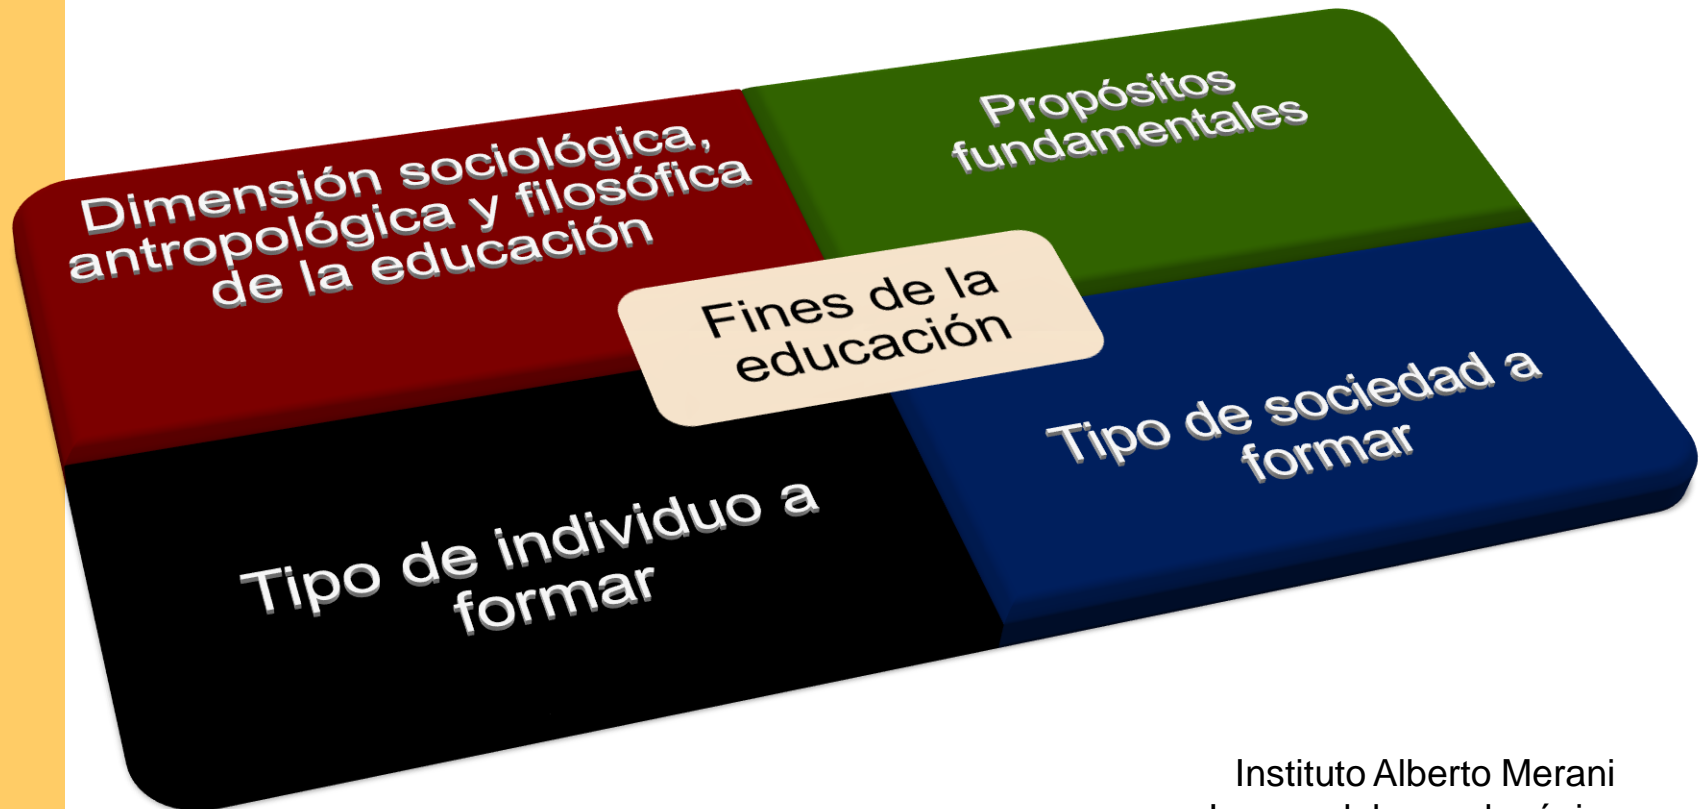 Dimensión sociológica,
antropológica y filosófica
de la educación
Propósitos
fundamentales
Fines de la
educación
Tipo de individuo a
formar
Tipo de sociedad a
formar
Instituto Alberto Merani